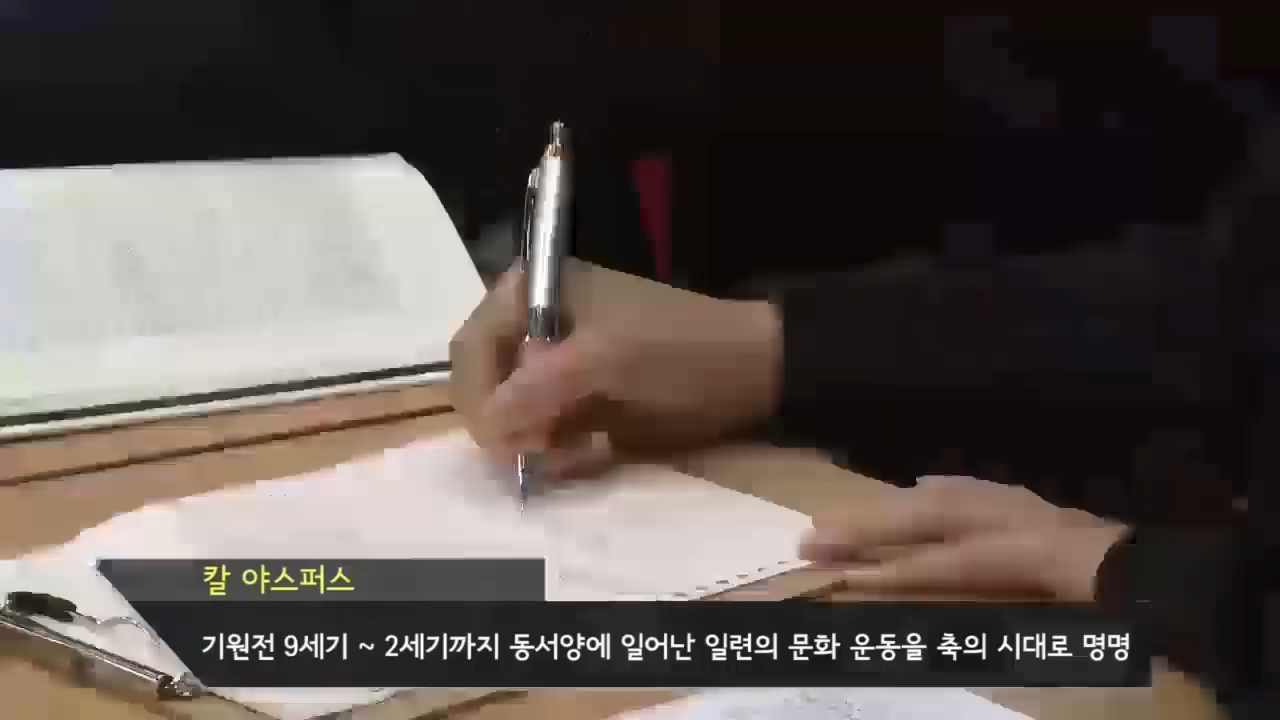 칼 야스퍼스
기원전 9세기 ~ 2세기까지 동서양에 일어난 일련의 문화 운동을 축의 시대로 명명